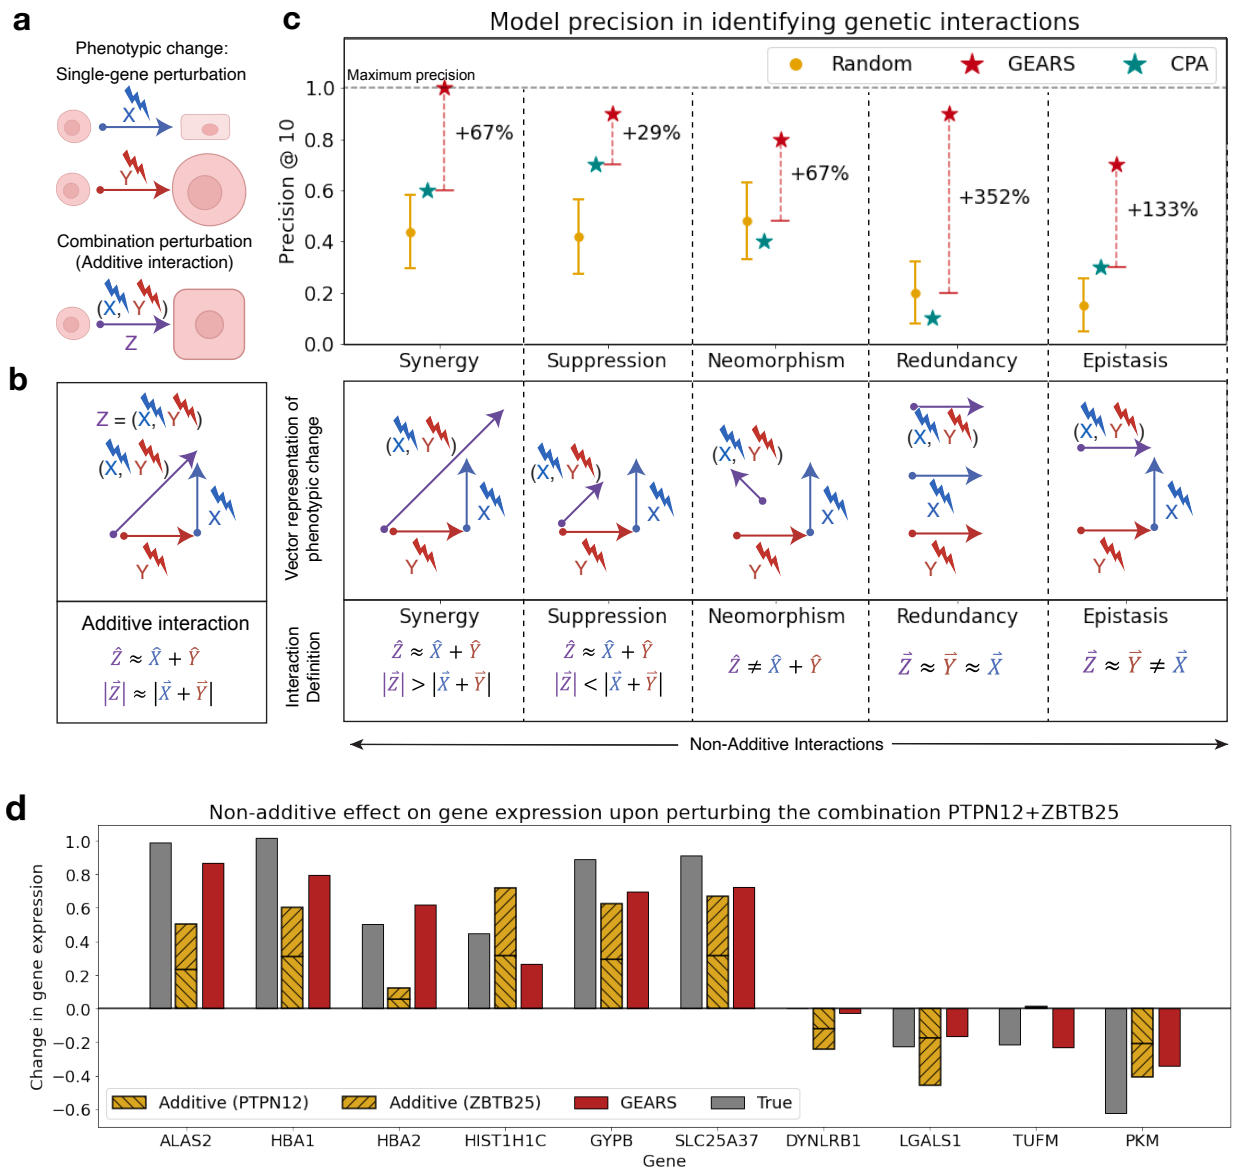 a
Phenotypic change:
Single-gene perturbation
X
Y
Combination perturbation
(Additive interaction)
(X, Y)
Z
b
Z = (X, Y)
(X, Y)
X
Y
Additive interaction
Ẑ ≈ X̂ + Ŷ
|Z⃗| ≈ |X⃗ + Y⃗|
c
Model precision in identifying genetic interactions
Random GEARS CPA
Maximum precision
Precision @ 10
1.0
0.8
0.6
0.4
0.2
0.0
+67%
+29%
+67%
+352%
+133%
Synergy Suppression Neomorphism Redundancy Epistasis
Vector representation of
phenotypic change
(X, Y)
X
Y
(X, Y)
X
Y
(X, Y)
X
Y
(X, Y)
X
Y
(X, Y)
X
Y
Interaction
Definition
Synergy
Ẑ ≈ X̂ + Ŷ
|Z⃗| > |X⃗ + Y⃗|
Suppression
Ẑ ≈ X̂ + Ŷ
|Z⃗| < |X⃗ + Y⃗|
Neomorphism
Ẑ ≠ X̂ + Ŷ
Redundancy
Z⃗ ≈ Y⃗ ≈ X⃗
Epistasis
Z⃗ ≈ Y⃗ ≠ X⃗
Non-Additive Interactions
d
Non-additive effect on gene expression upon perturbing the combination PTPN12+ZBTB25
Change in gene expression
1.0
0.8
0.6
0.4
0.2
0.0
−0.2
−0.4
−0.6
Additive (PTPN12) Additive (ZBTB25) GEARS True
ALAS2 HBA1 HBA2 HIST1H1C GYPB SLC25A37 DYNLRB1 LGALS1 TUFM PKM
Gene